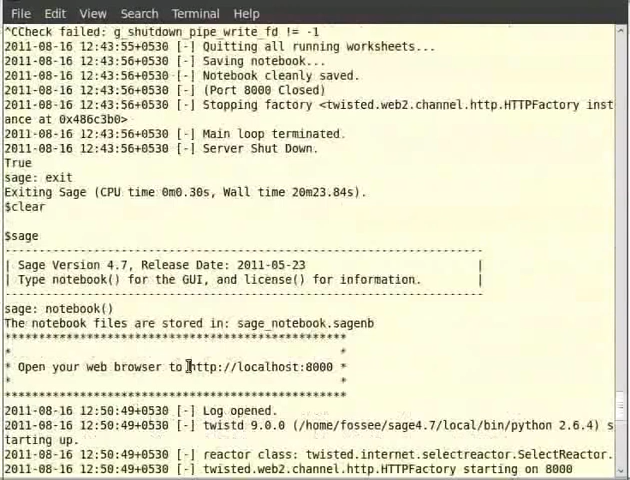 File Edit View Search Terminal Help
^CCheck failed: g_shutdown_pipe_write_fd != -1
2011-08-16 12:43:55+0530 [-] Quitting all running worksheets...
2011-08-16 12:43:56+0530 [-] Saving notebook...
2011-08-16 12:43:56+0530 [-] Notebook cleanly saved.
2011-08-16 12:43:56+0530 [-] (Port 8000 Closed)
2011-08-16 12:43:56+0530 [-] Stopping factory <twisted.web2.channel.http.HTTPFactory inst
ance at 0x486c3b0>
2011-08-16 12:43:56+0530 [-] Main loop terminated.
2011-08-16 12:43:56+0530 [-] Server Shut Down.
True
sage: exit
Exiting Sage (CPU time 0m0.30s, Wall time 20m23.84s).
$clear
$sage
----------------------------------------------------------------------
| Sage Version 4.7, Release Date: 2011-05-23                         |
| Type notebook() for the GUI, and license() for information.        |
----------------------------------------------------------------------
sage: notebook()
The notebook files are stored in: sage_notebook.sagenb
**************************************************
*                                                *
* Open your web browser to http://localhost:8000 *
*                                                *
**************************************************
2011-08-16 12:50:49+0530 [-] Log opened.
2011-08-16 12:50:49+0530 [-] twistd 9.0.0 (/home/fossee/sage4.7/local/bin/python 2.6.4) s
tarting up.
2011-08-16 12:50:49+0530 [-] reactor class: twisted.internet.selectreactor.SelectReactor.
2011-08-16 12:50:49+0530 [-] twisted.web2.channel.http.HTTPFactory starting on 8000